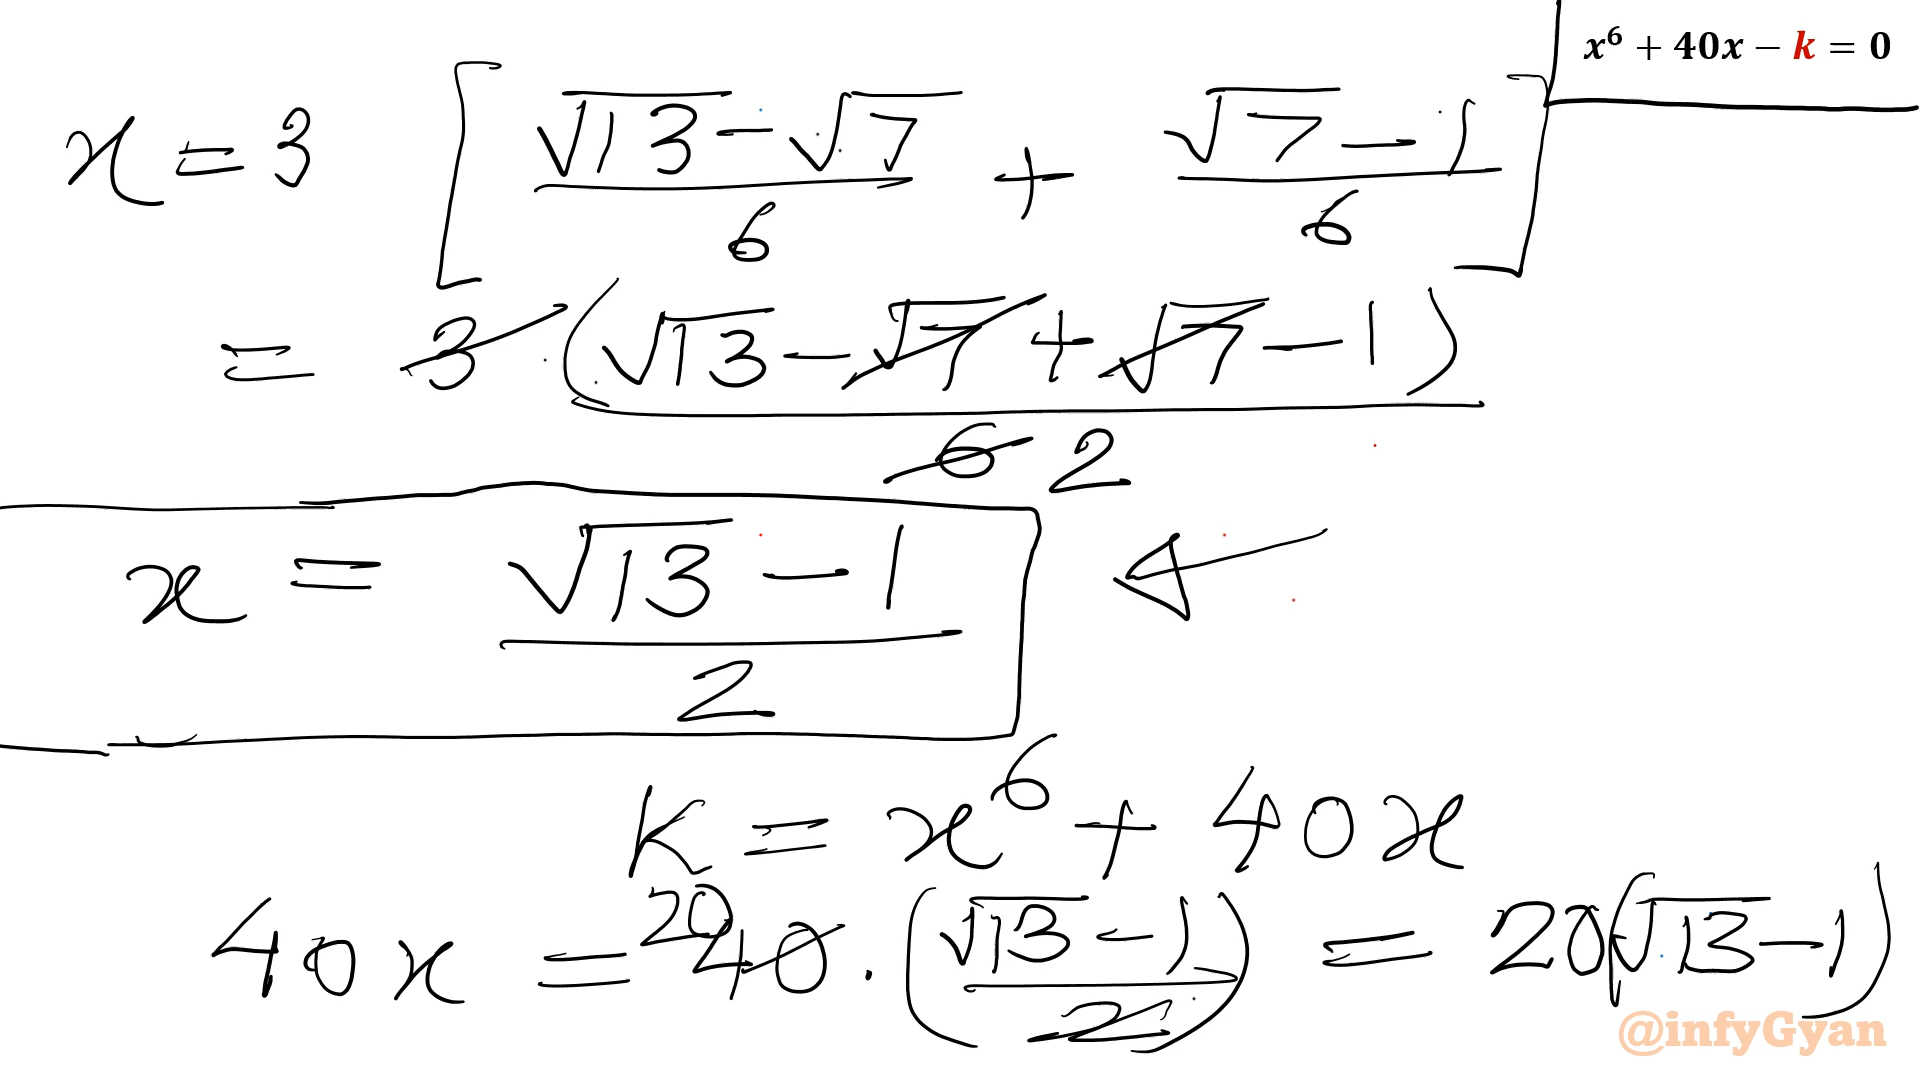 x⁶ + 40x − k = 0
x = 3 [ (√13 − √7)/6 + (√7 − 1)/6 ]
= 3 (√13 − √7 + √7 − 1) / 6 2
x = (√13 − 1)/2
K = x⁶ + 40x
40x = 20 40 · ((√13 − 1)/2) = 20(√13 − 1)
@infyGyan